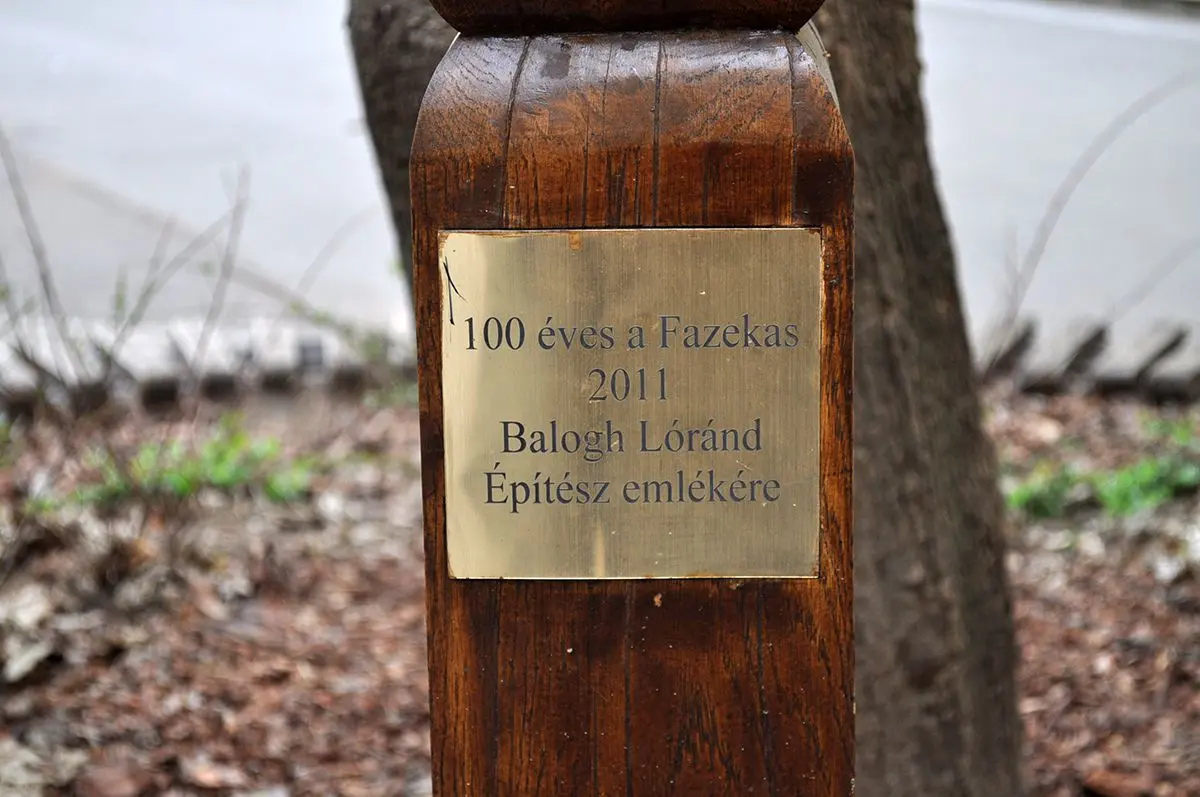 100 éves a Fazekas
2011
Balogh Lóránd
Építész emlékére